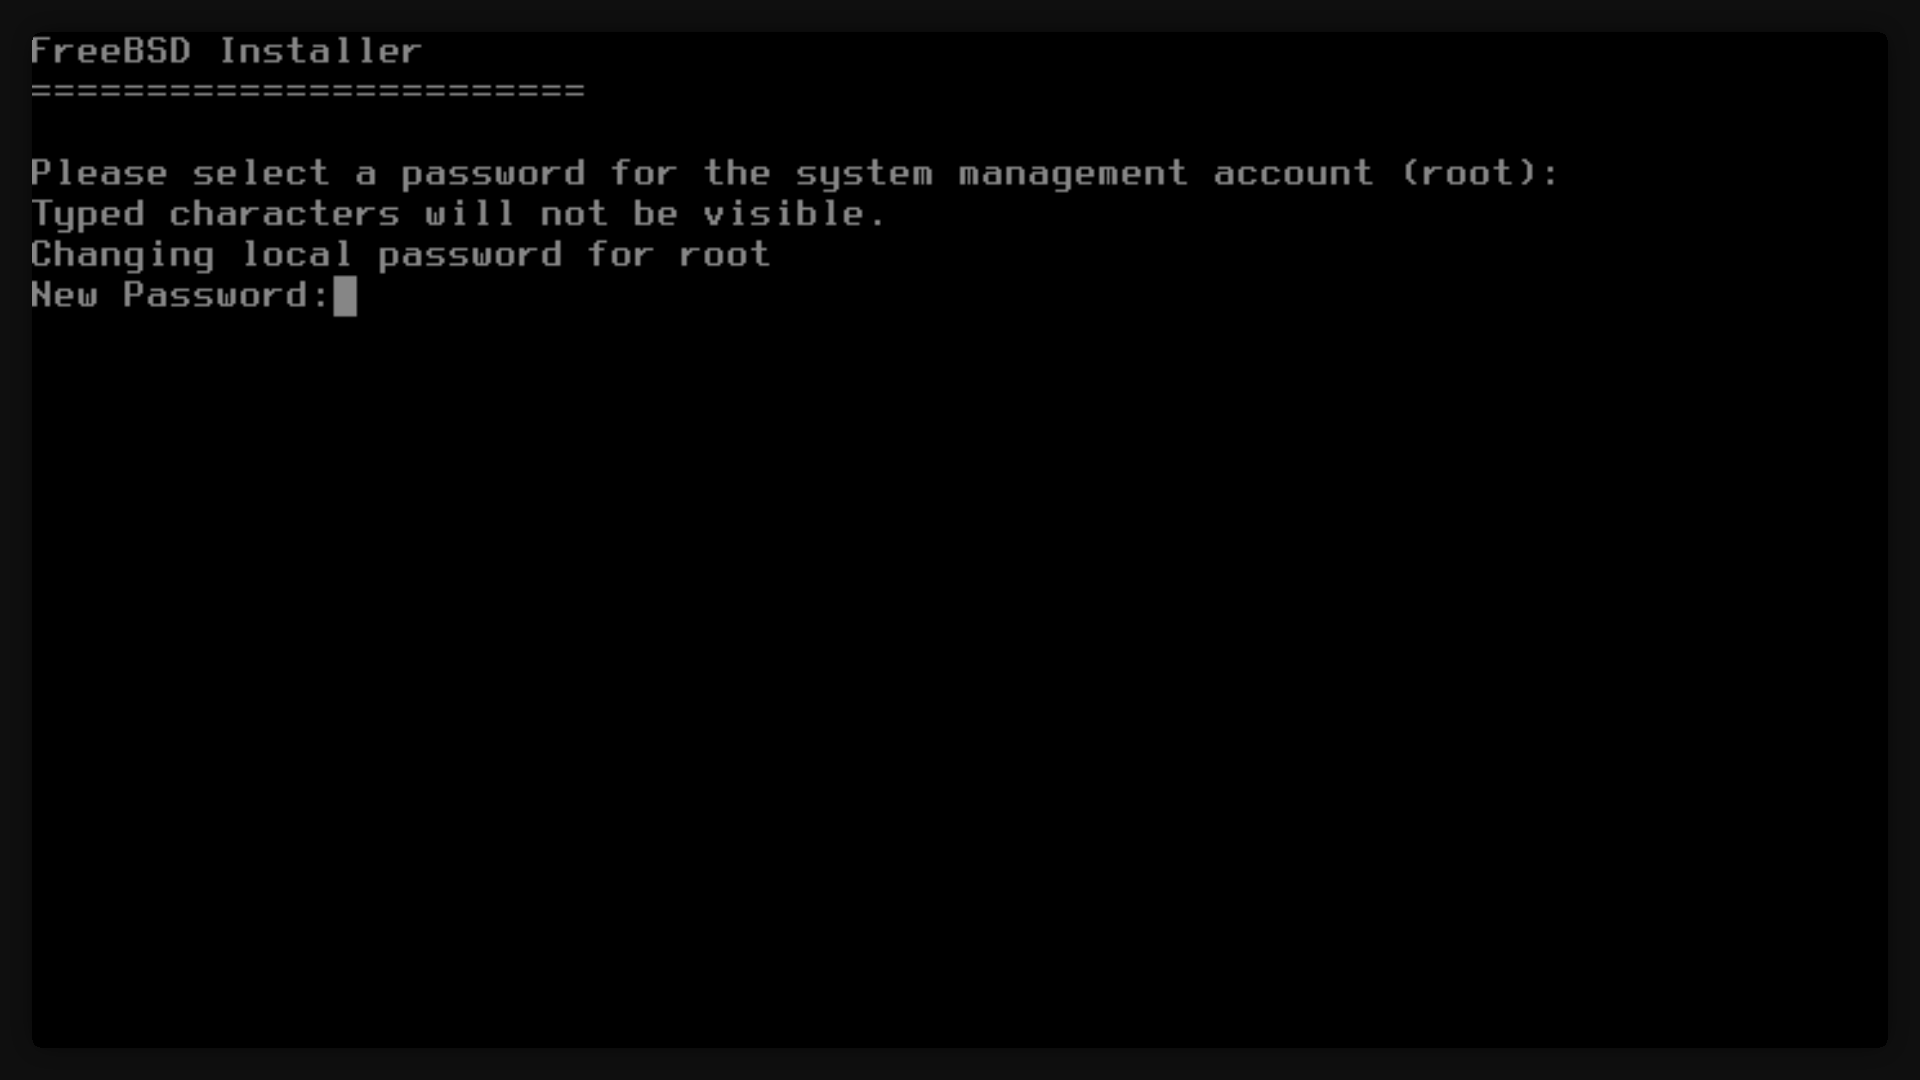 FreeBSD Installer
========================
Please select a password for the system management account (root):
Typed characters will not be visible.
Changing local password for root
New Password: